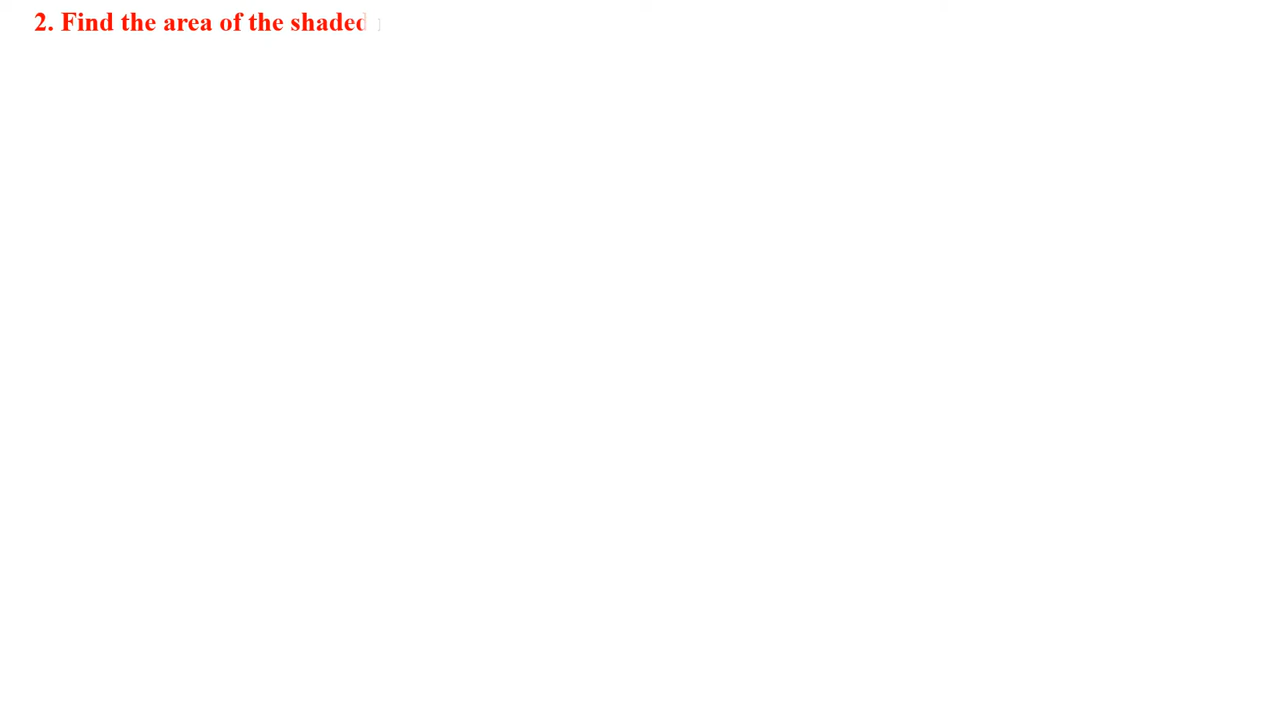 2. Find the area of the shaded